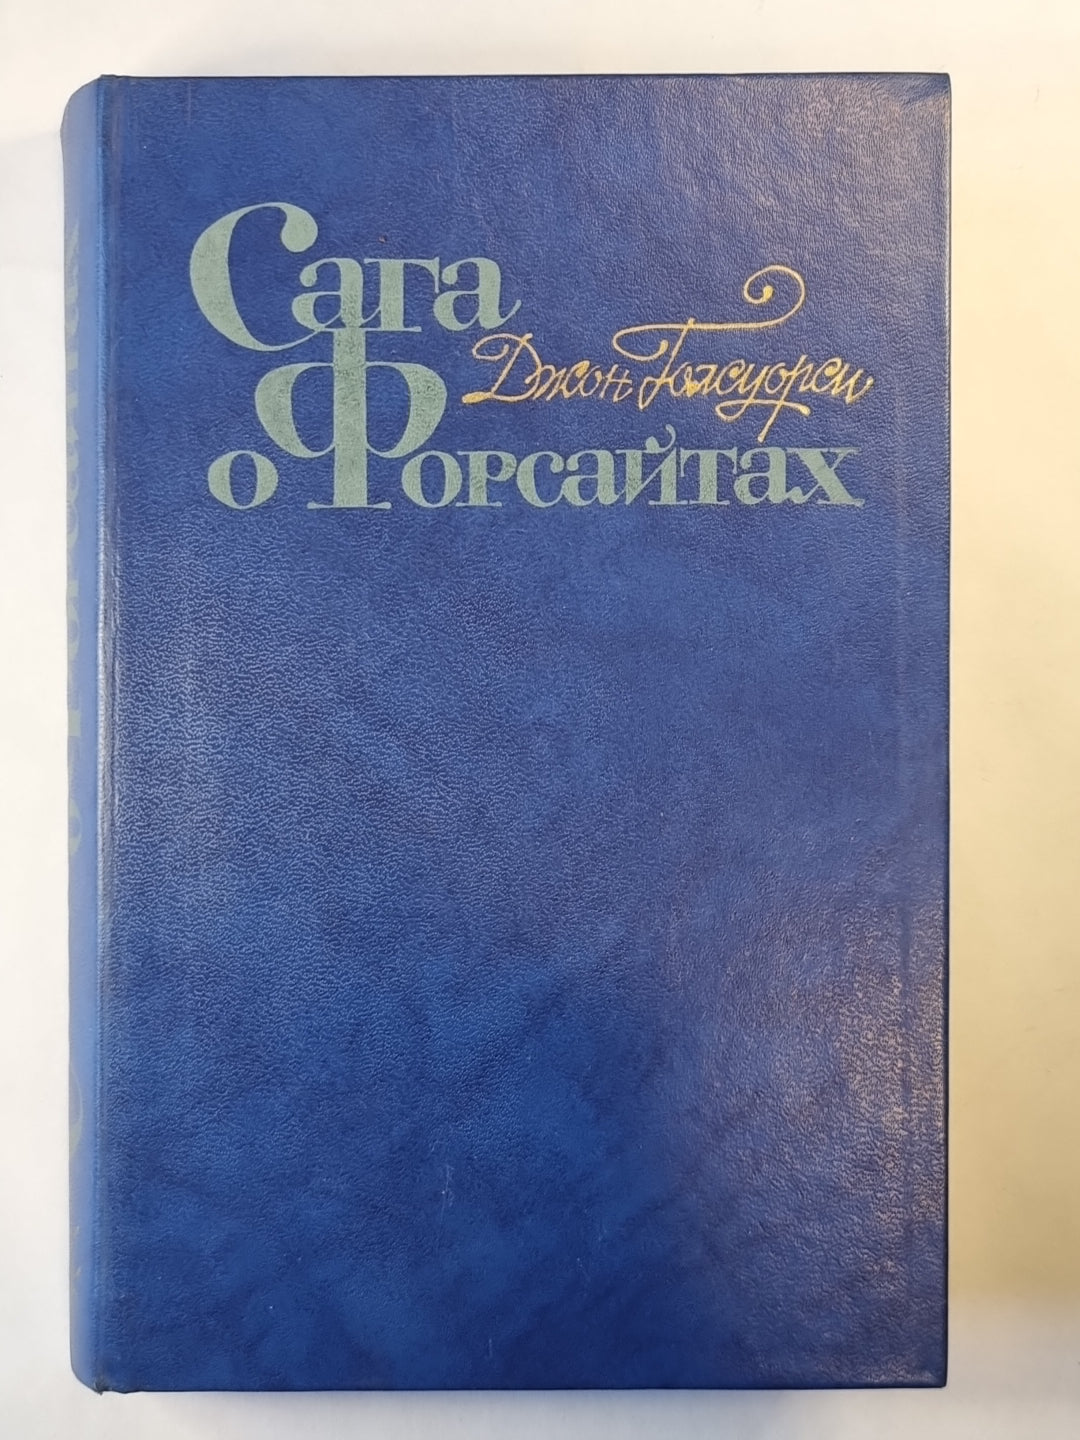 Сага
Джон Голсуорси
о Форсайтах